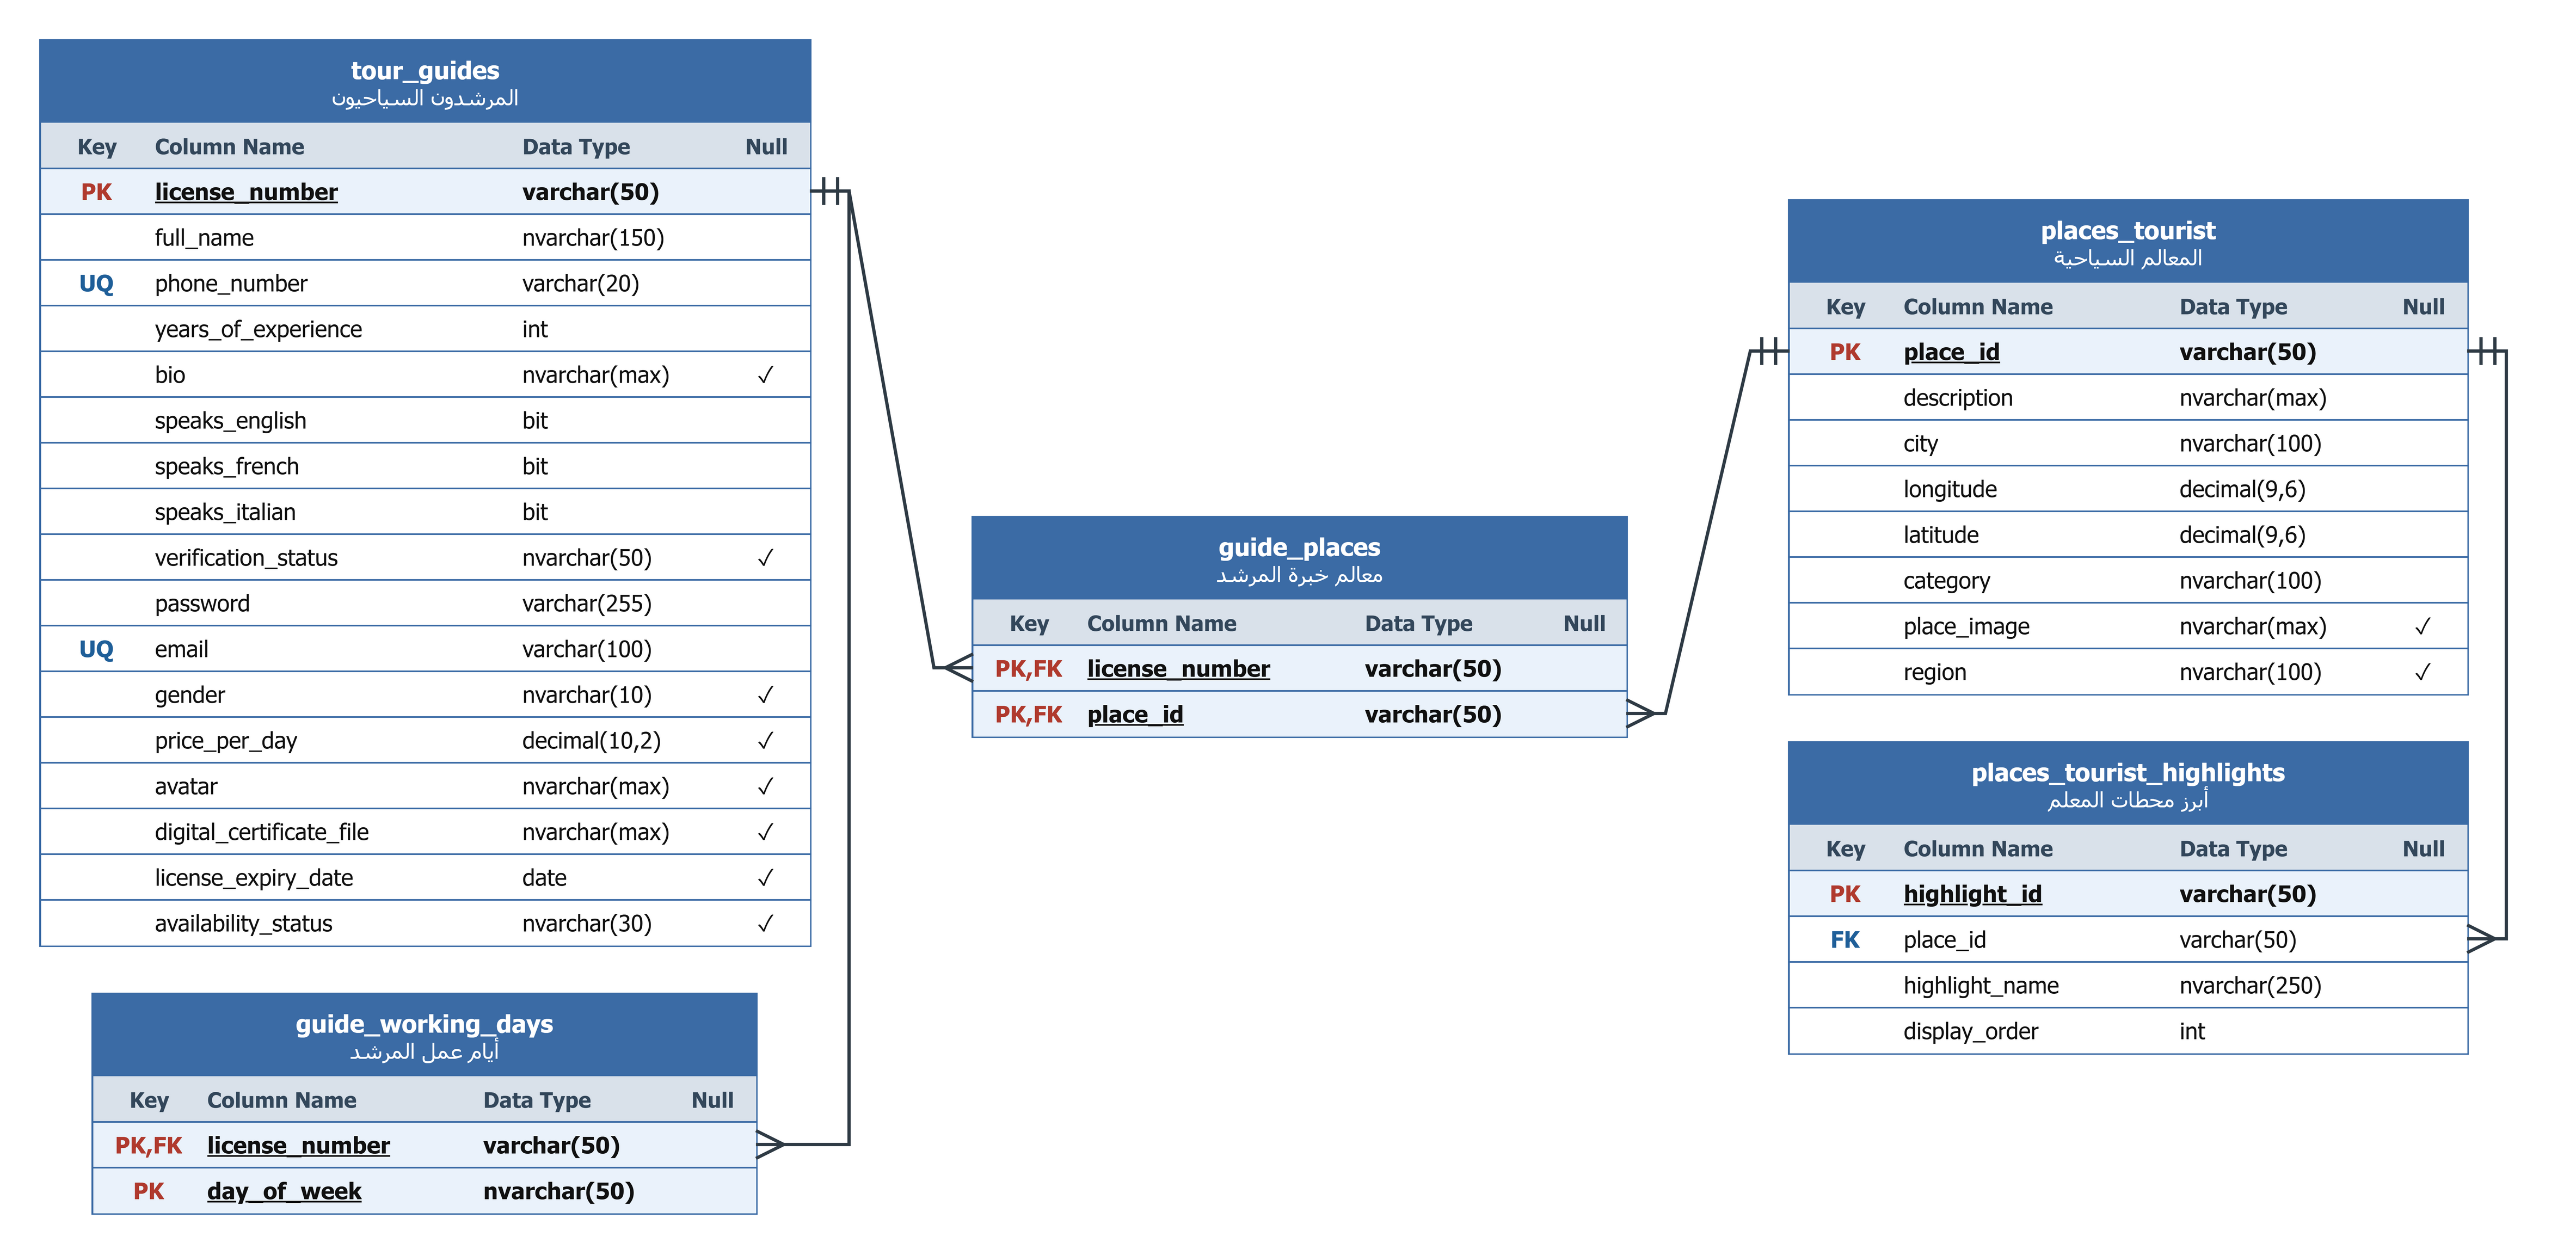 tour_guides
المرشدون السياحيون
Key Column Name Data Type Null
PK license_number varchar(50)
full_name nvarchar(150)
UQ phone_number varchar(20)
years_of_experience int
bio nvarchar(max) ✓
speaks_english bit
speaks_french bit
speaks_italian bit
verification_status nvarchar(50) ✓
password varchar(255)
UQ email varchar(100)
gender nvarchar(10) ✓
price_per_day decimal(10,2) ✓
avatar nvarchar(max) ✓
digital_certificate_file nvarchar(max) ✓
license_expiry_date date ✓
availability_status nvarchar(30) ✓
guide_working_days
أيام عمل المرشد
Key Column Name Data Type Null
PK,FK license_number varchar(50)
PK day_of_week nvarchar(50)
guide_places
معالم خبرة المرشد
Key Column Name Data Type Null
PK,FK license_number varchar(50)
PK,FK place_id varchar(50)
places_tourist
المعالم السياحية
Key Column Name Data Type Null
PK place_id varchar(50)
description nvarchar(max)
city nvarchar(100)
longitude decimal(9,6)
latitude decimal(9,6)
category nvarchar(100)
place_image nvarchar(max) ✓
region nvarchar(100) ✓
places_tourist_highlights
أبرز محطات المعلم
Key Column Name Data Type Null
PK highlight_id varchar(50)
FK place_id varchar(50)
highlight_name nvarchar(250)
display_order int